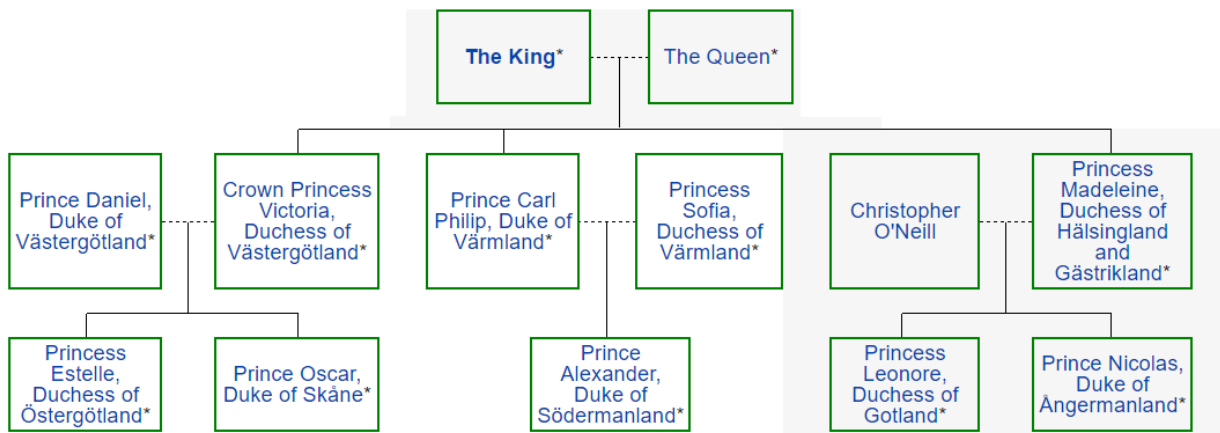 The King*
The Queen*
Prince Daniel,
Duke of
Västergötland*
Crown Princess
Victoria,
Duchess of
Västergötland*
Prince Carl
Philip, Duke of
Värmland*
Princess
Sofia,
Duchess of
Värmland*
Christopher
O'Neill
Princess
Madeleine,
Duchess of
Hälsingland
and
Gästrikland*
Princess
Estelle,
Duchess of
Östergötland*
Prince Oscar,
Duke of Skåne*
Prince
Alexander,
Duke of
Södermanland*
Princess
Leonore,
Duchess of
Gotland*
Prince Nicolas,
Duke of
Ångermanland*